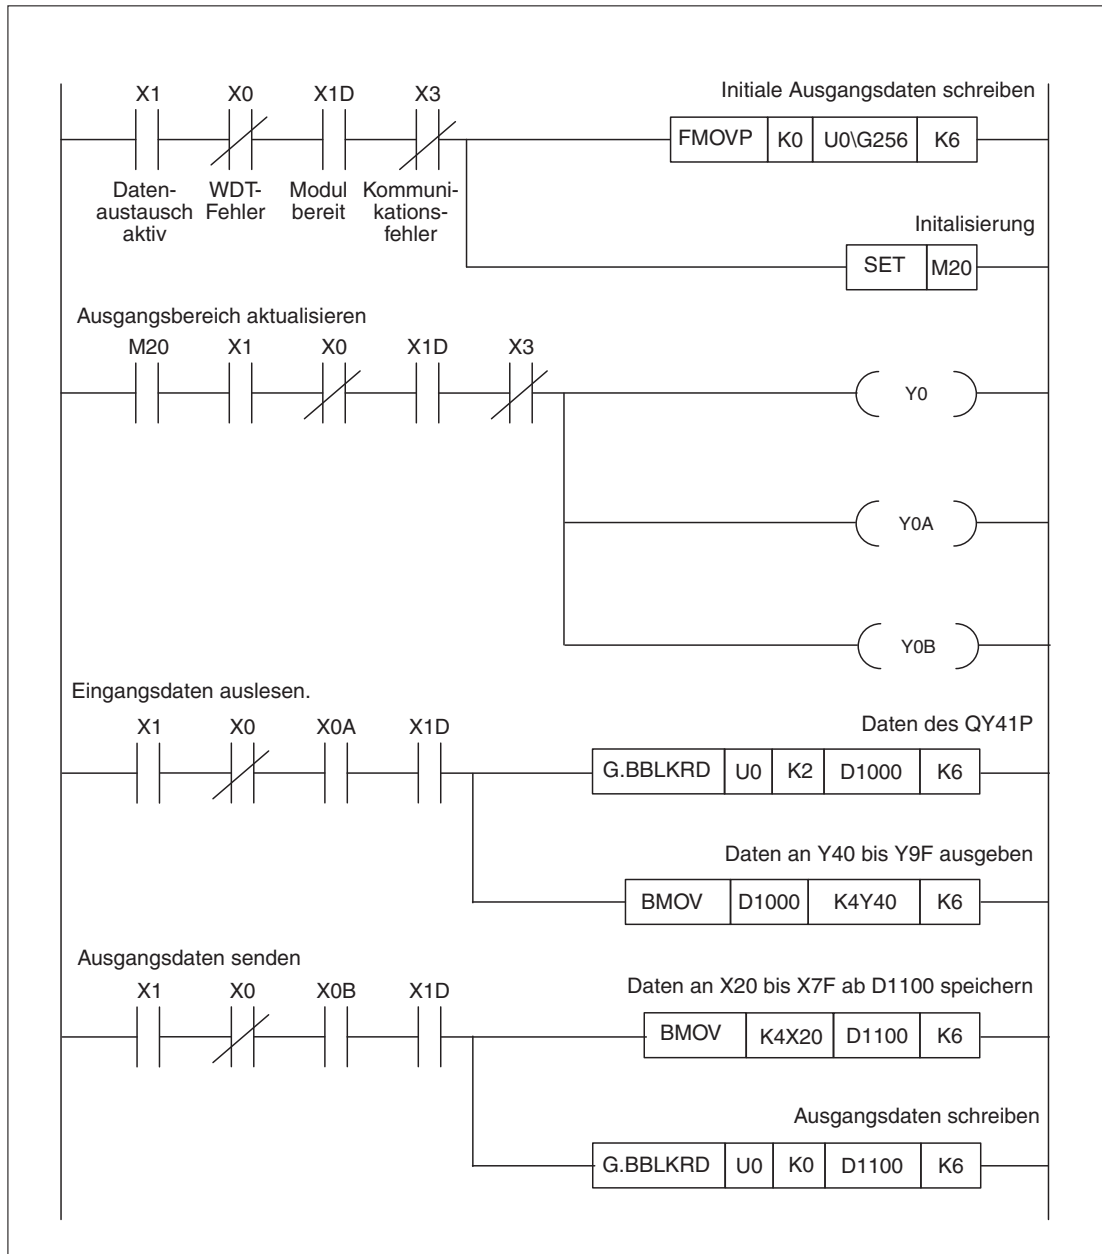 Initiale Ausgangsdaten schreiben
X1 X0 X1D X3
FMOVP K0 U0\G256 K6
Daten-
austausch
aktiv
WDT-
Fehler
Modul
bereit
Kommuni-
kations-
fehler
Initalisierung
SET M20
Ausgangsbereich aktualisieren
M20 X1 X0 X1D X3
Y0
Y0A
Y0B
Eingangsdaten auslesen.
X1 X0 X0A X1D
Daten des QY41P
G.BBLKRD U0 K2 D1000 K6
Daten an Y40 bis Y9F ausgeben
BMOV D1000 K4Y40 K6
Ausgangsdaten senden
X1 X0 X0B X1D
Daten an X20 bis X7F ab D1100 speichern
BMOV K4X20 D1100 K6
Ausgangsdaten schreiben
G.BBLKRD U0 K0 D1100 K6